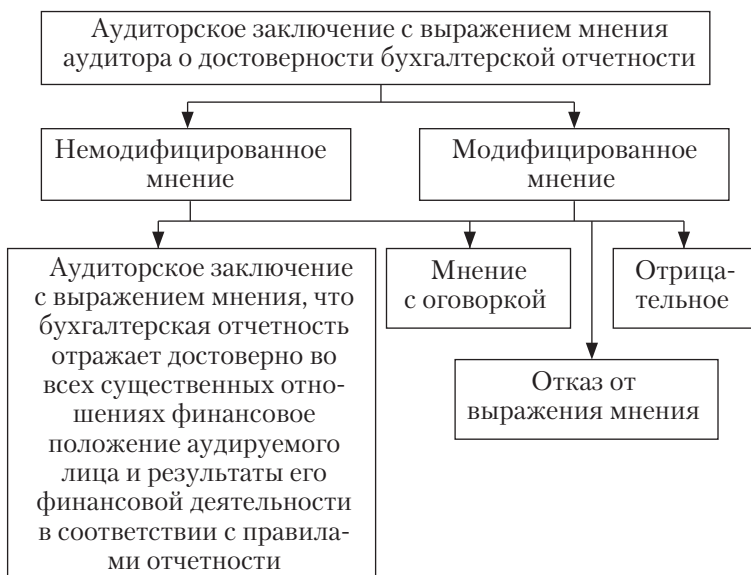 Аудиторское заключение с выражением мнения
аудитора о достоверности бухгалтерской отчетности
Немодифицированное
мнение
Модифицированное
мнение
Аудиторское заключение
с выражением мнения, что
бухгалтерская отчетность
отражает достоверно во
всех существенных отно-
шениях финансовое
положение аудируемого
лица и результаты его
финансовой деятельности
в соответствии с правила-
ми отчетности
Мнение
с оговоркой
Отрица-
тельное
Отказ от
выражения мнения